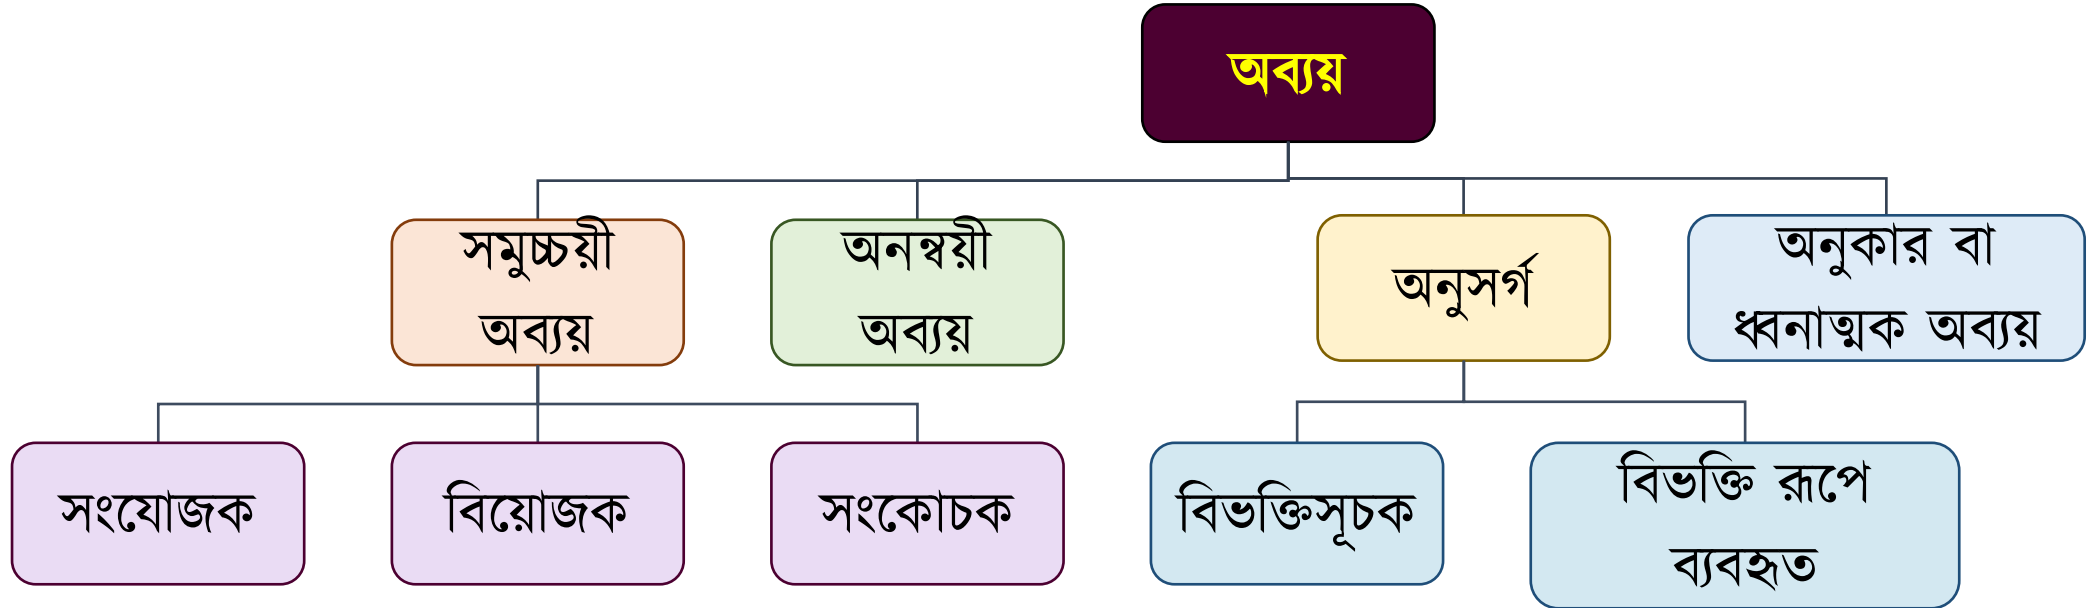 অব্যয়
সমুচ্চয়ী
অব্যয়
অনন্বয়ী
অব্যয়
অনুসর্গ
অনুকার বা
ধ্বনাত্মক অব্যয়
সংযোজক
বিয়োজক
সংকোচক
বিভক্তিসূচক
বিভক্তি রূপে
ব্যবহৃত